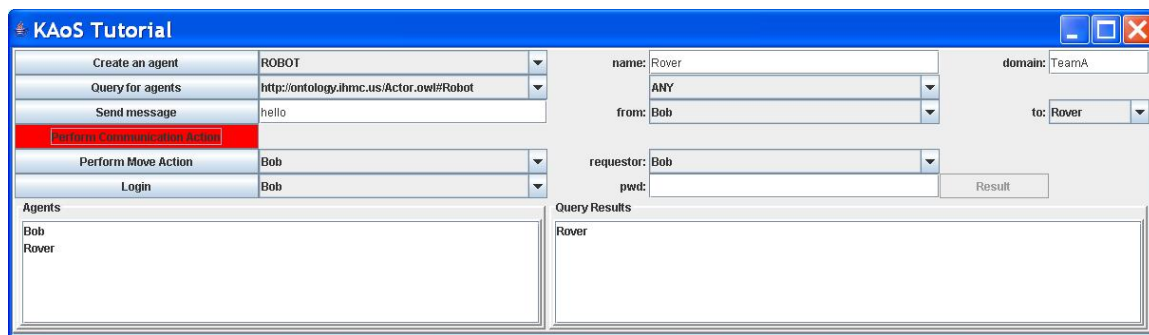 KAoS Tutorial
Create an agent ROBOT name: Rover domain: TeamA
Query for agents http://ontology.ihmc.us/Actor.owl#Robot ANY
Send message hello from: Bob to: Rover
Perform Communication Action
Perform Move Action Bob requestor: Bob
Login Bob pwd: Result
Agents Query Results
Bob Rover
Rover